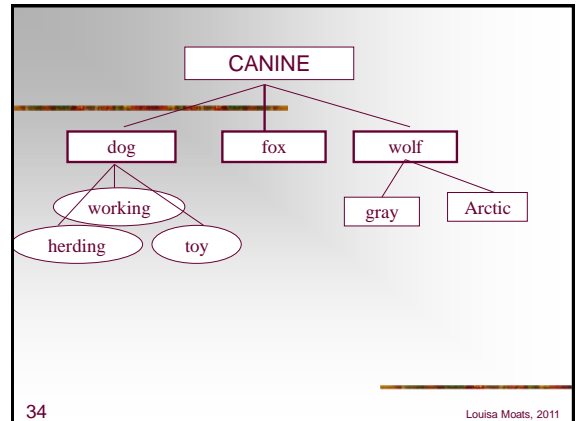 CANINE
dog fox wolf
working
gray Arctic
herding toy
34 Louisa Moats, 2011